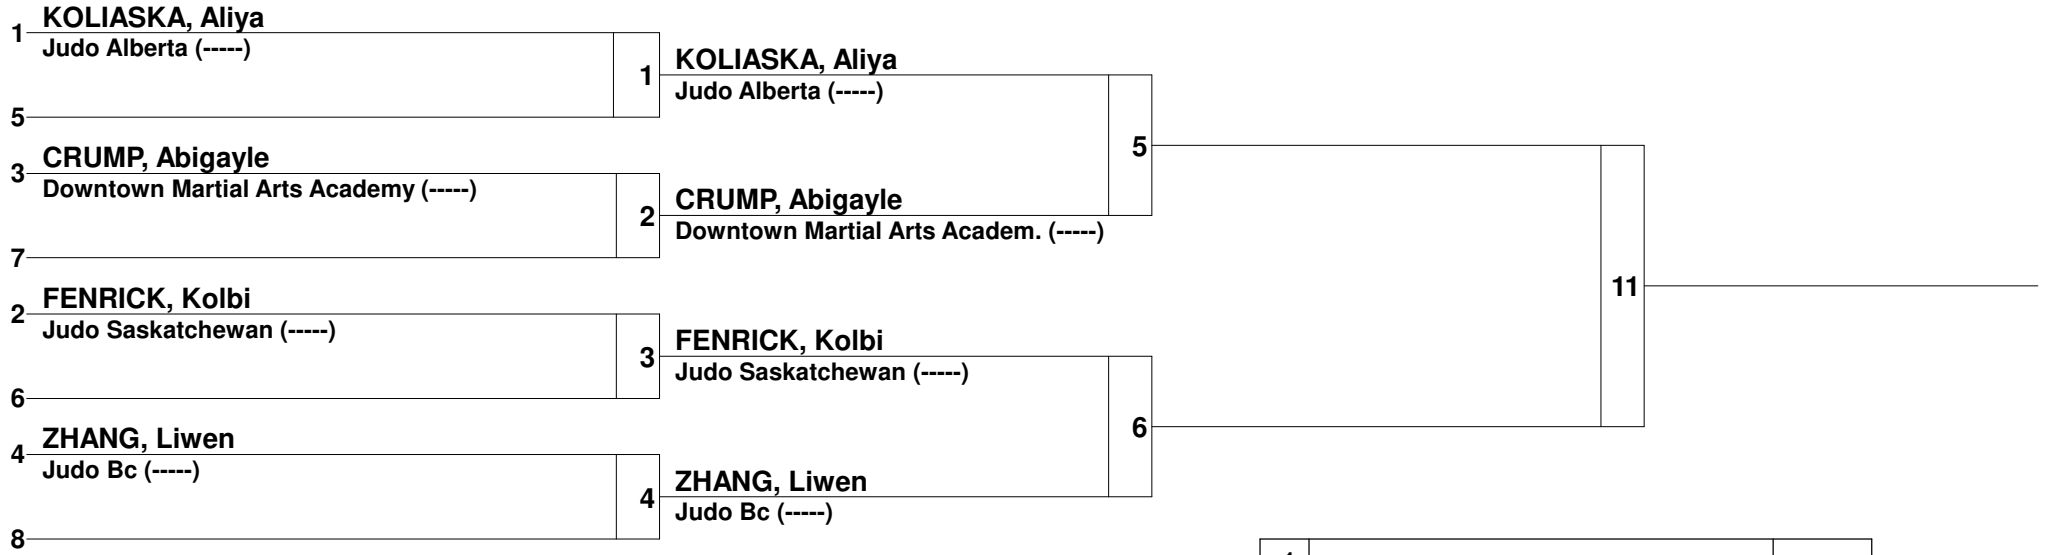 KOLIASKA, Aliya
1
Judo Alberta (-----)
1
KOLIASKA, Aliya
Judo Alberta (-----)
5
5
CRUMP, Abigayle
3
Downtown Martial Arts Academy (-----)
2
CRUMP, Abigayle
Downtown Martial Arts Academ. (-----)
7
11
FENRICK, Kolbi
2
Judo Saskatchewan (-----)
3
FENRICK, Kolbi
Judo Saskatchewan (-----)
6
6
ZHANG, Liwen
4
Judo Bc (-----)
4
ZHANG, Liwen
Judo Bc (-----)
8